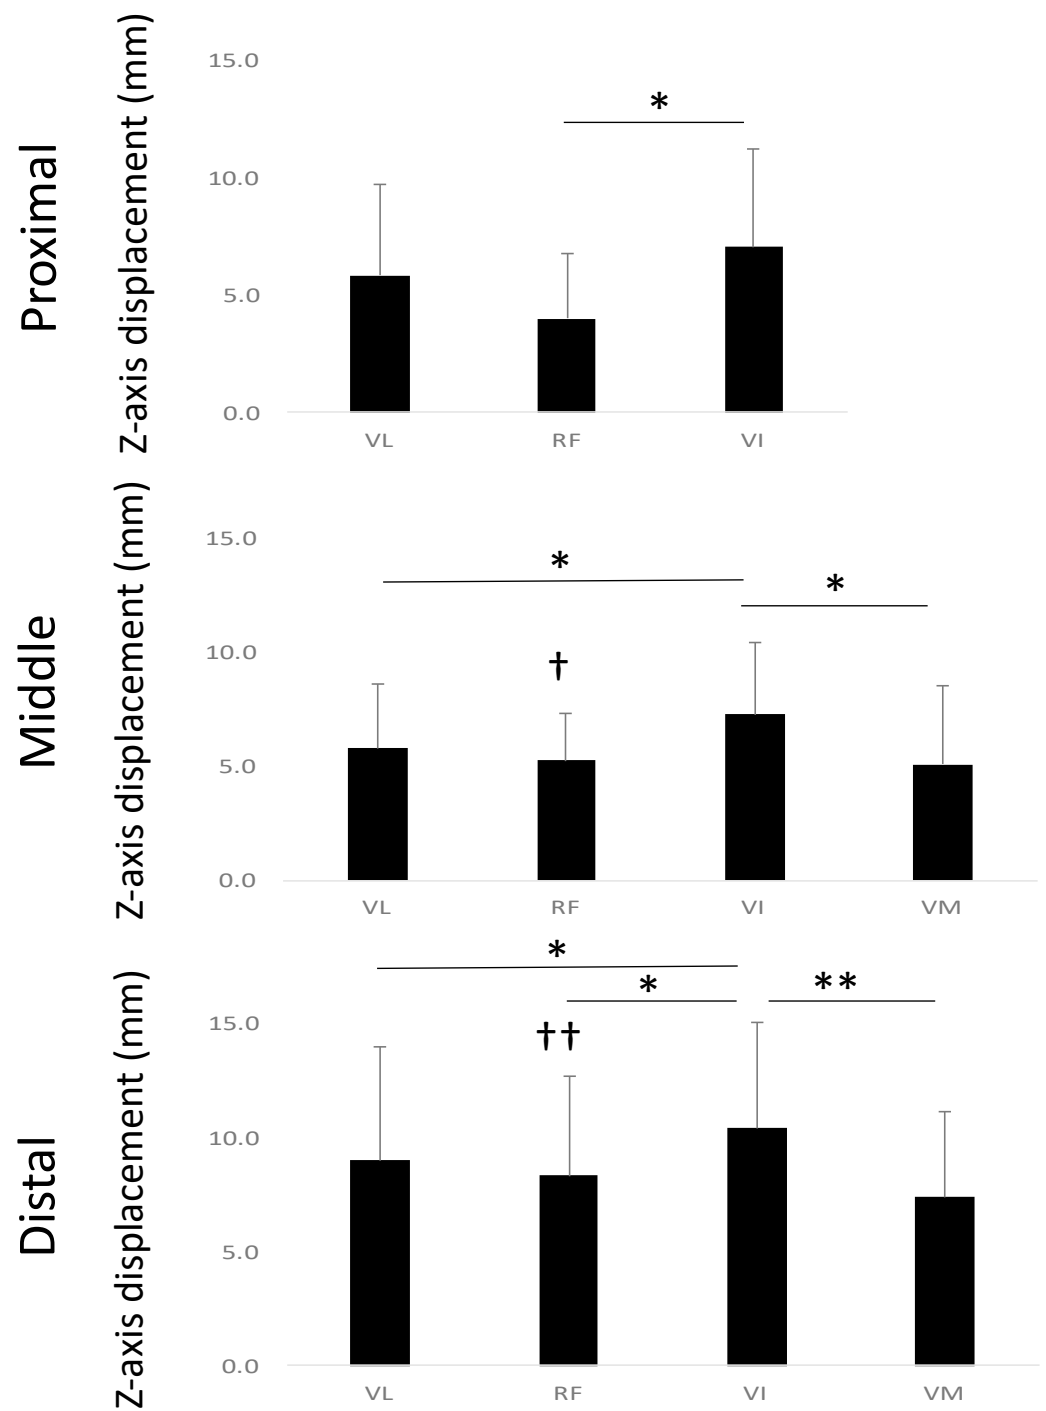 Proximal
Z-axis displacement (mm)
15.0
*
10.0
5.0
0.0
VL RF VI
Middle
Z-axis displacement (mm)
15.0
*
*
10.0
†
5.0
0.0
VL RF VI VM
Distal
Z-axis displacement (mm)
*
* **
15.0
††
10.0
5.0
0.0
VL RF VI VM